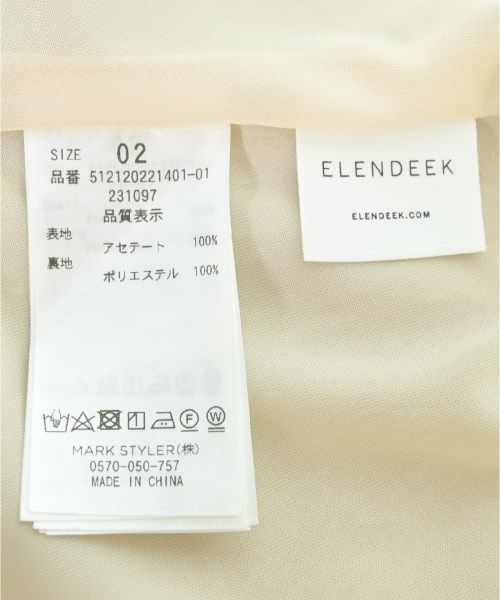 SIZE 02
品番 512120221401-01
231097
品質表示
表地 アセテート 100%
裏地 ポリエステル 100%
MARK STYLER(株)
0570-050-757
MADE IN CHINA
ELENDEEK
ELENDEEK.COM